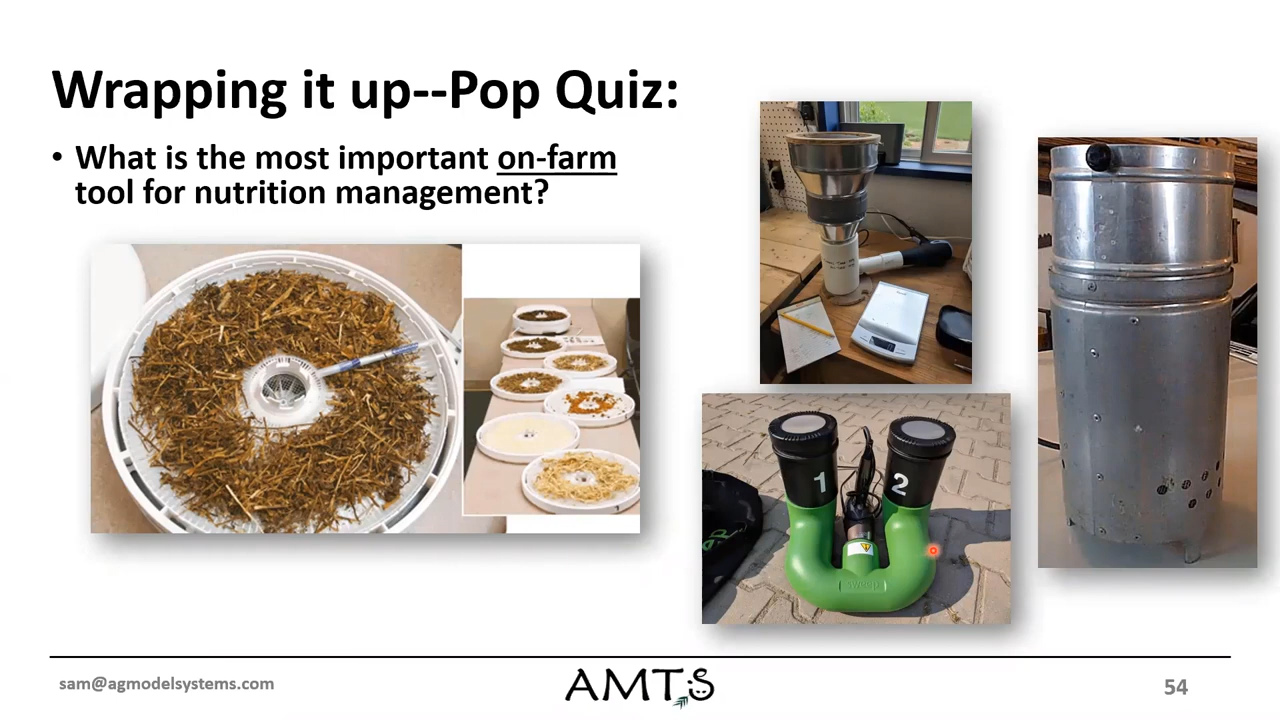 Wrapping it up--Pop Quiz:
• What is the most important on-farm
tool for nutrition management?
1
2
sam@agmodelsystems.com
AMTS
54